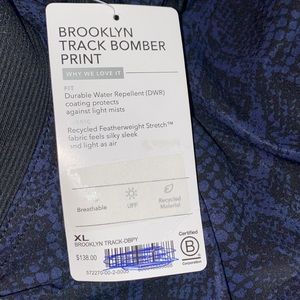 BROOKLYN
TRACK BOMBER
PRINT
WHY WE LOVE IT
FIT
Durable Water Repellent (DWR)
coating protects
against light mists
Recycled Featherweight Stretch™
fabric feels silky sleek
and light as air
Breathable
UPF
Recycled
Material
XL
BROOKLYN TRACK-DBPY
$138.00
Certified
B
Corporation